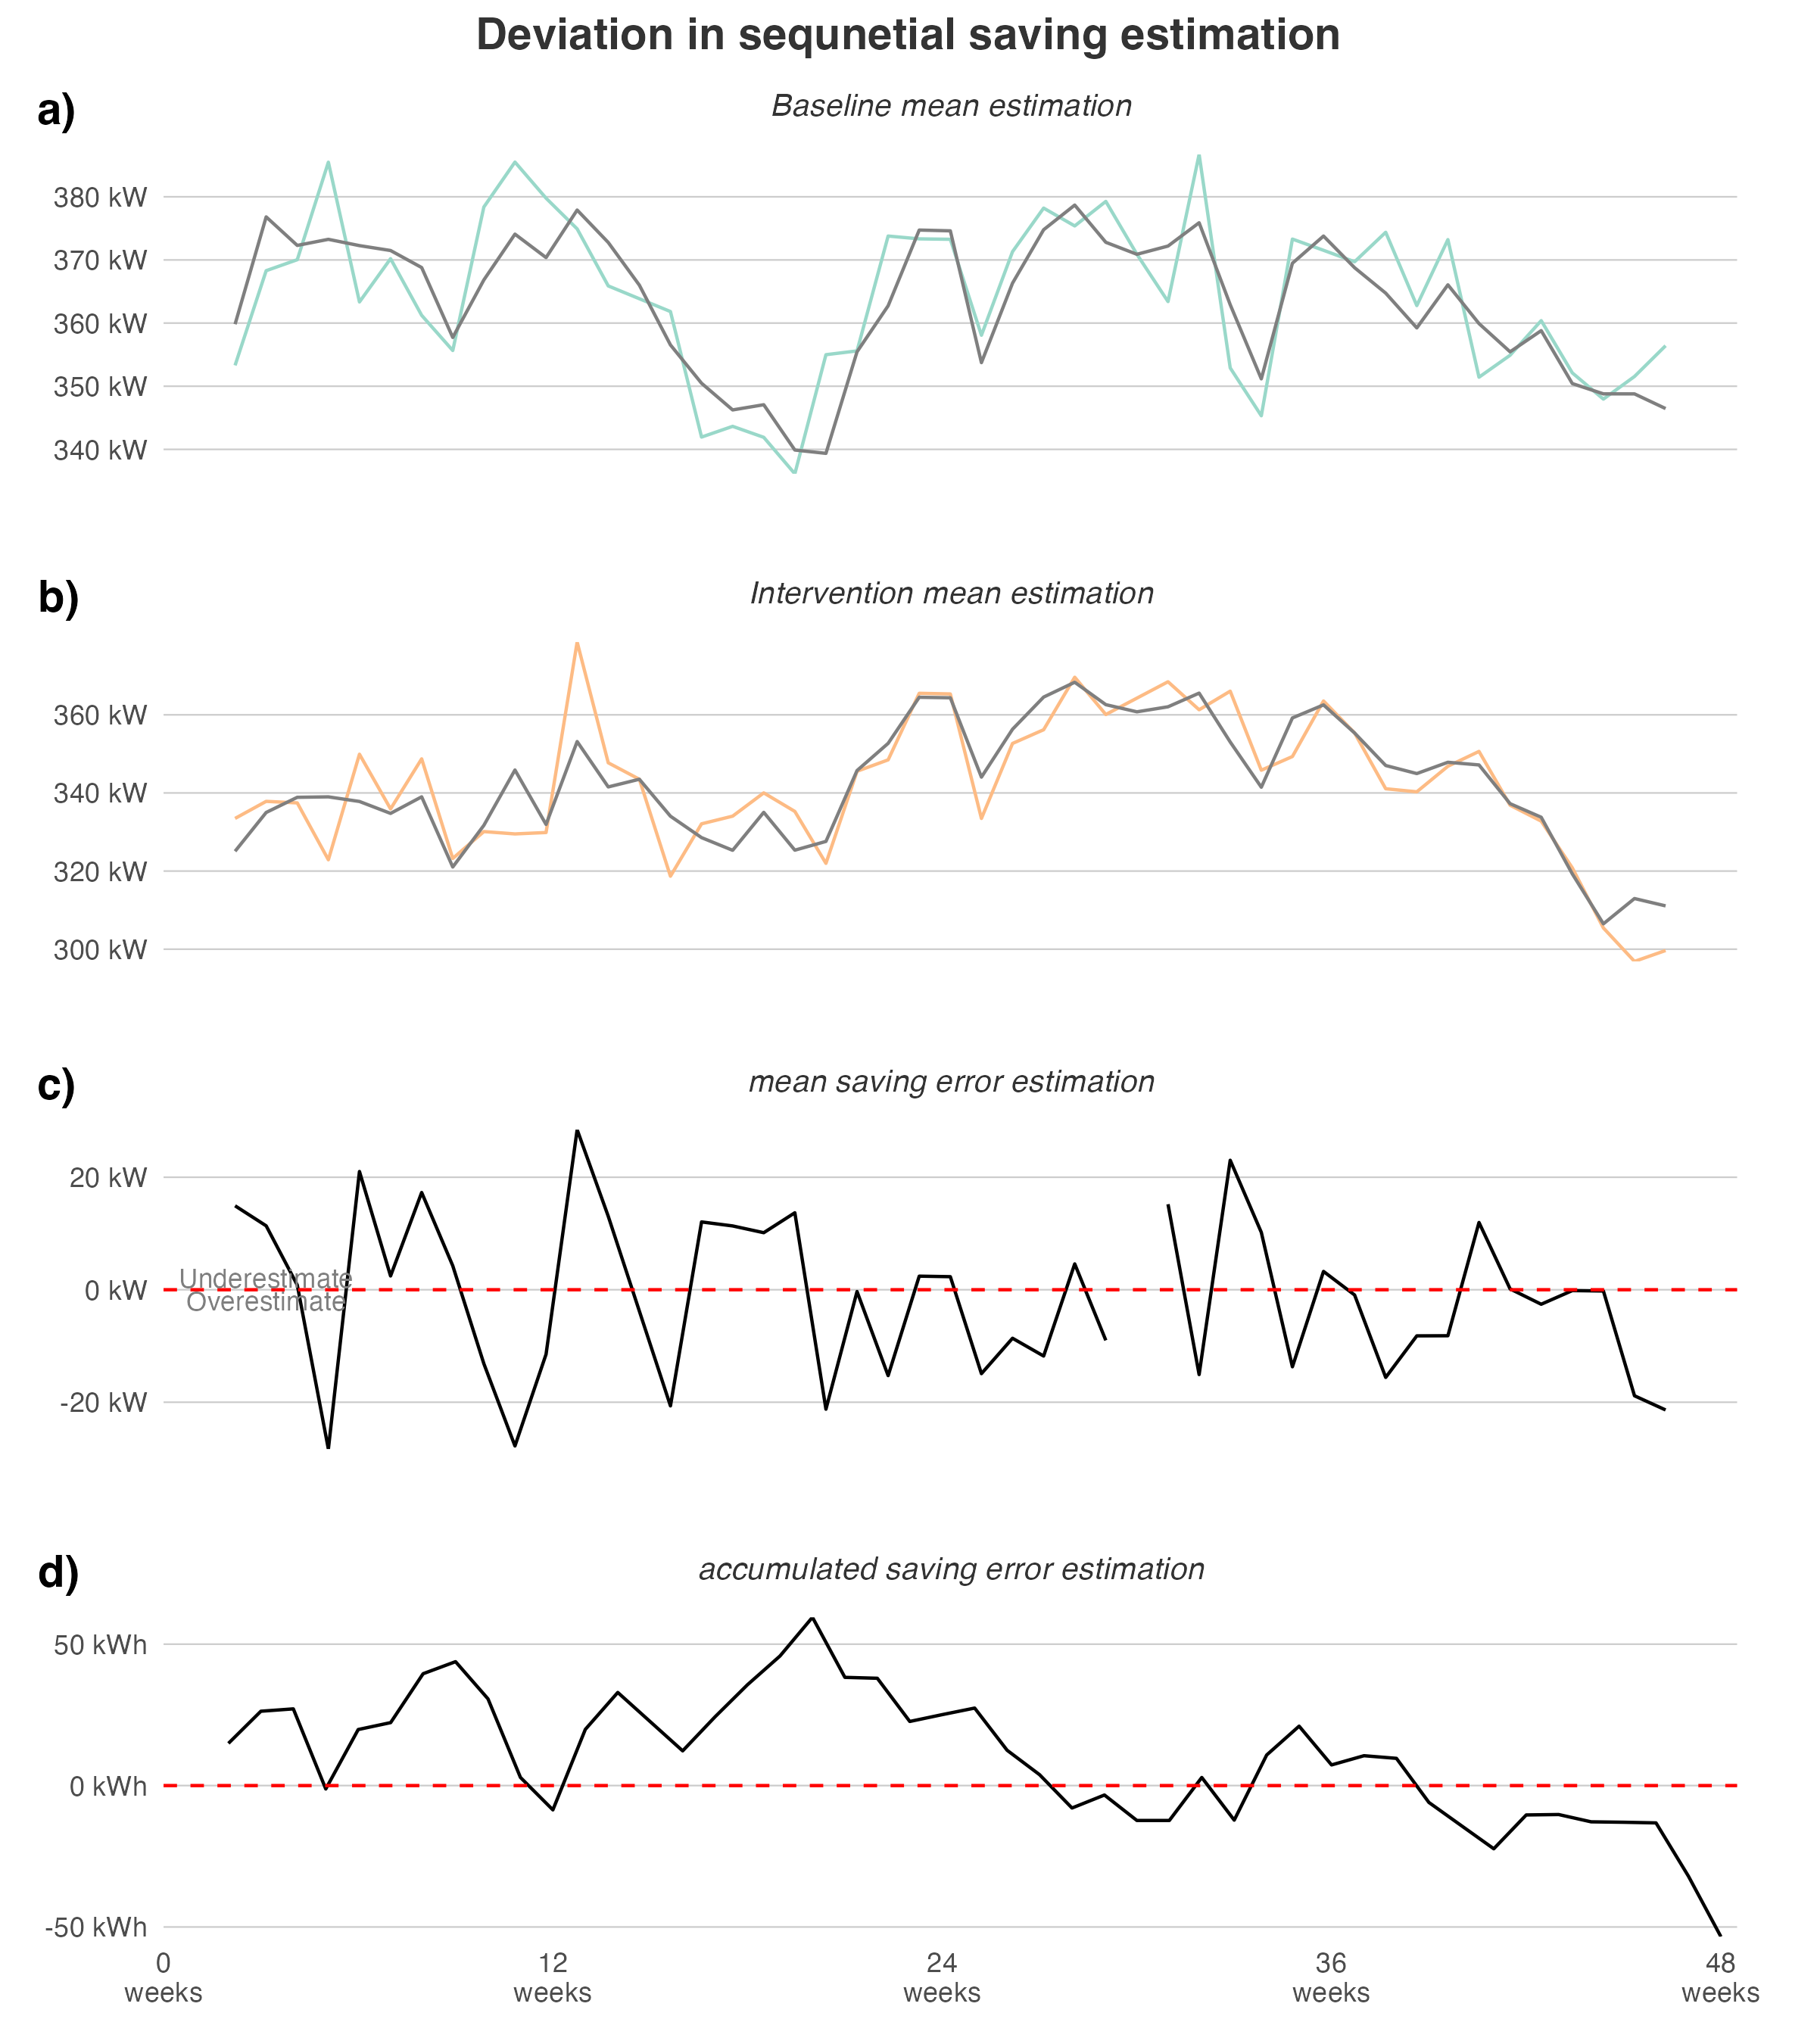 Deviation in sequnetial saving estimation
a)
Baseline mean estimation
380 kW
370 kW
360 kW
350 kW
340 kW
b)
Intervention mean estimation
360 kW
340 kW
320 kW
300 kW
c)
mean saving error estimation
20 kW
Underestimate
0 kW
Overestimate
-20 kW
d)
accumulated saving error estimation
50 kWh
0 kWh
-50 kWh
0 12 24 36 48
weeks weeks weeks weeks weeks